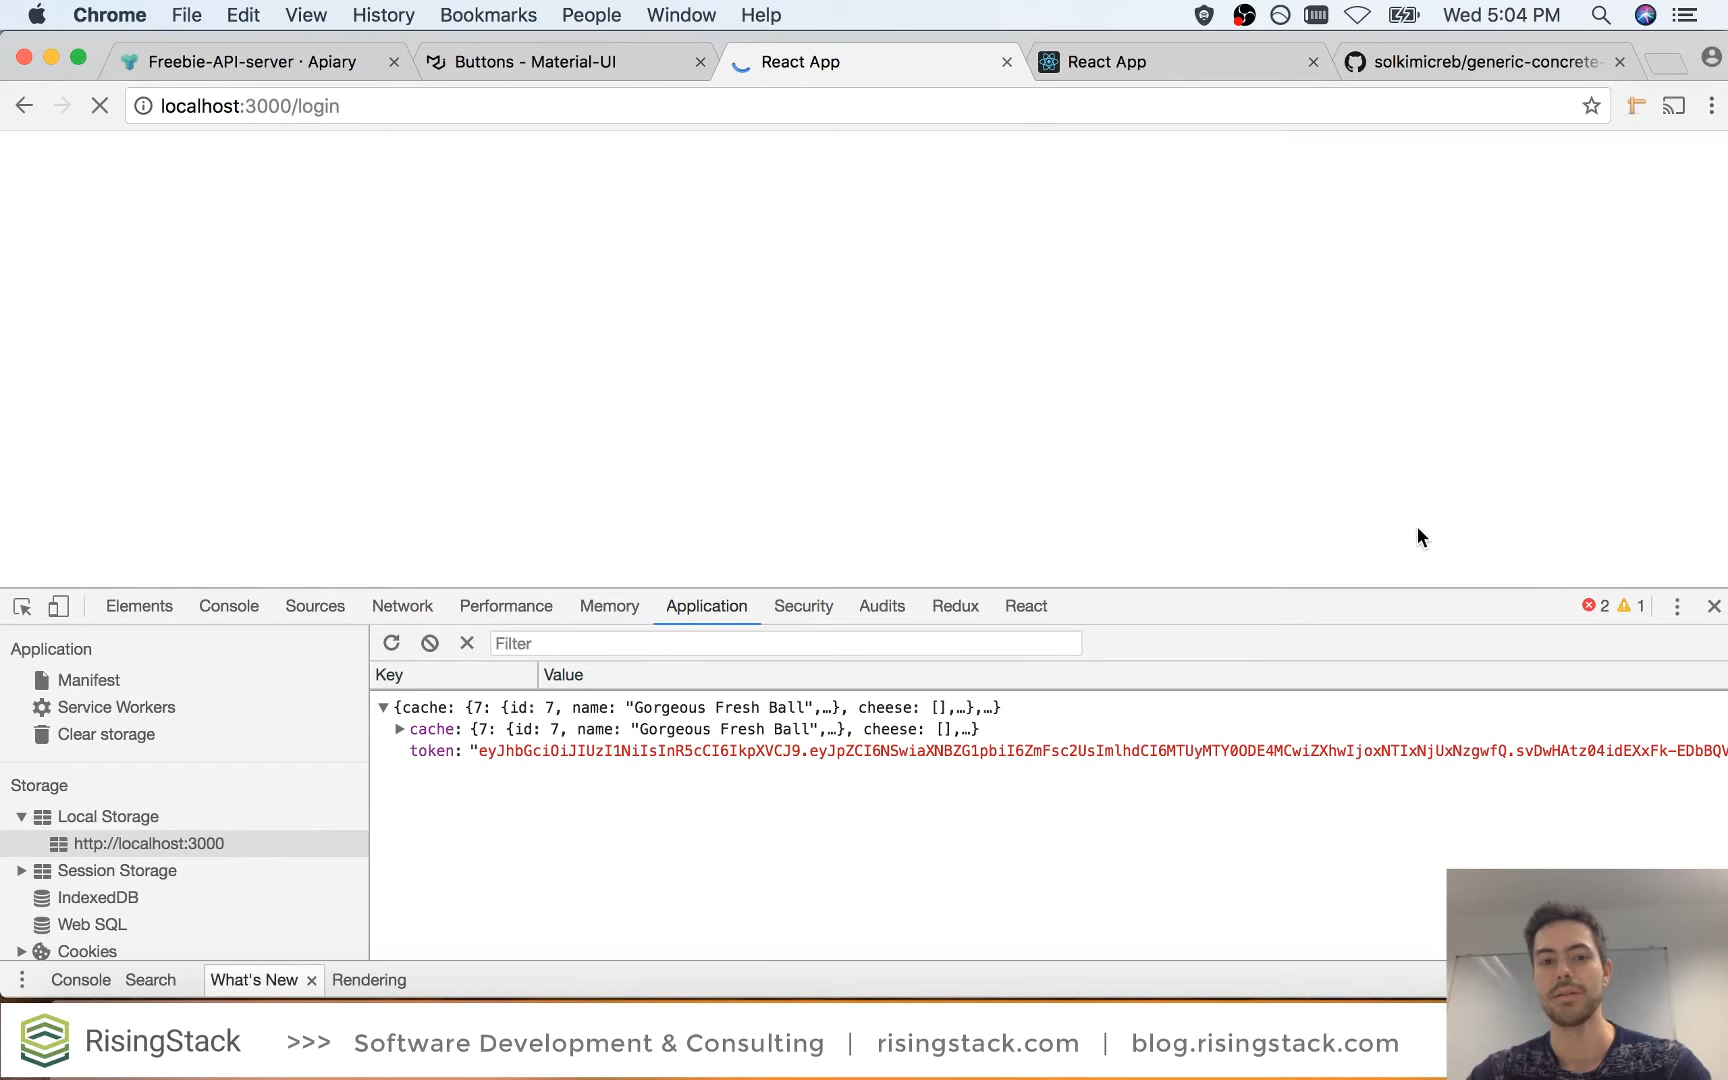 Chrome File Edit View History Bookmarks People Window Help Wed 5:04 PM
Freebie-API-server · Apiary Buttons - Material-UI React App React App solkimicreb/generic-concrete-
localhost:3000/login
Elements Console Sources Network Performance Memory Application Security Audits Redux React 2 1
Application
Manifest
Service Workers
Clear storage
Storage
Local Storage
http://localhost:3000
Session Storage
IndexedDB
Web SQL
Cookies
Filter
Key Value
{cache: {7: {id: 7, name: "Gorgeous Fresh Ball",…}, cheese: [],…},…}
cache: {7: {id: 7, name: "Gorgeous Fresh Ball",…}, cheese: [],…}
token: "eyJhbGciOiJIUzI1NiIsInR5cCI6IkpXVCJ9.eyJpZCI6NSwiaXNBZG1pbiI6ZmFsc2UsImlhdCI6MTUyMTY0ODE4MCwiZXhwIjoxNTIxNjUxNzgwfQ.svDwHAtz04idEXxFk-EDbBQV
Console Search What's New Rendering
RisingStack >>> Software Development & Consulting | risingstack.com | blog.risingstack.com